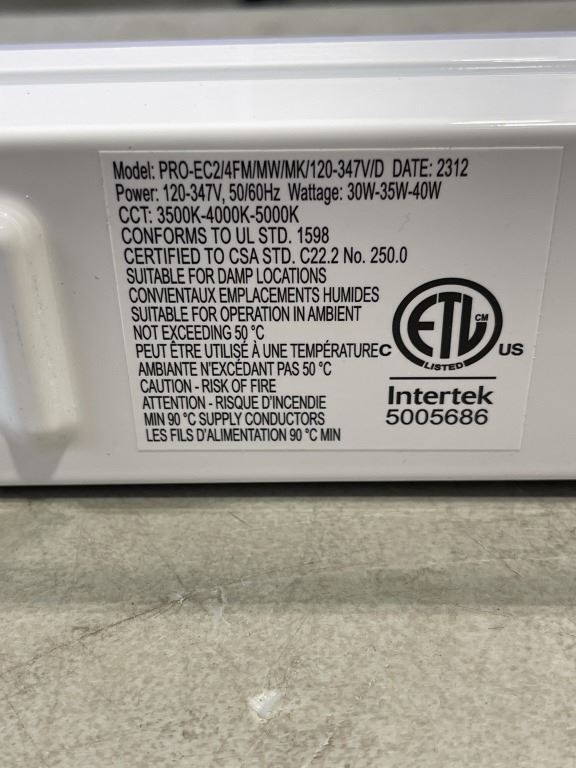 Model: PRO-EC2/4FM/MW/MK/120-347V/D DATE: 2312
Power: 120-347V, 50/60Hz Wattage: 30W-35W-40W
CCT: 3500K-4000K-5000K
CONFORMS TO UL STD. 1598
CERTIFIED TO CSA STD. C22.2 No. 250.0
SUITABLE FOR DAMP LOCATIONS
CONVIENTAUX EMPLACEMENTS HUMIDES
SUITABLE FOR OPERATION IN AMBIENT
NOT EXCEEDING 50 °C
PEUT ÊTRE UTILISÉ À UNE TEMPÉRATURE
AMBIANTE N'EXCÉDANT PAS 50 °C
CAUTION - RISK OF FIRE
ATTENTION - RISQUE D'INCENDIE
MIN 90 °C SUPPLY CONDUCTORS
LES FILS D'ALIMENTATION 90 °C MIN
ETL CM
LISTED
C US
Intertek
5005686